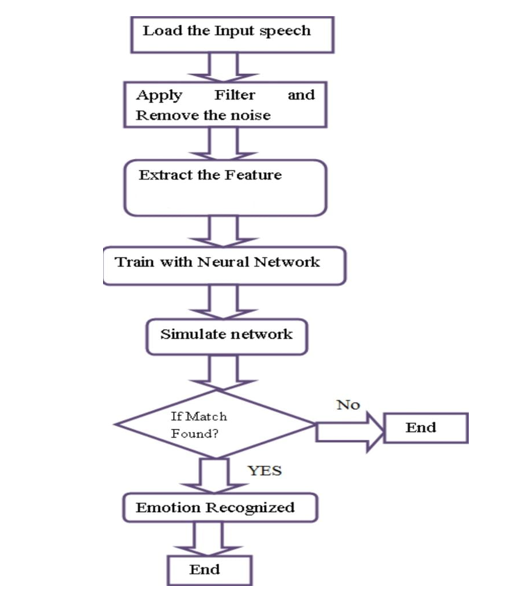 Load the Input speech
Apply Filter and
Remove the noise
Extract the Feature
Train with Neural Network
Simulate network
If Match
Found?
No
End
YES
Emotion Recognized
End